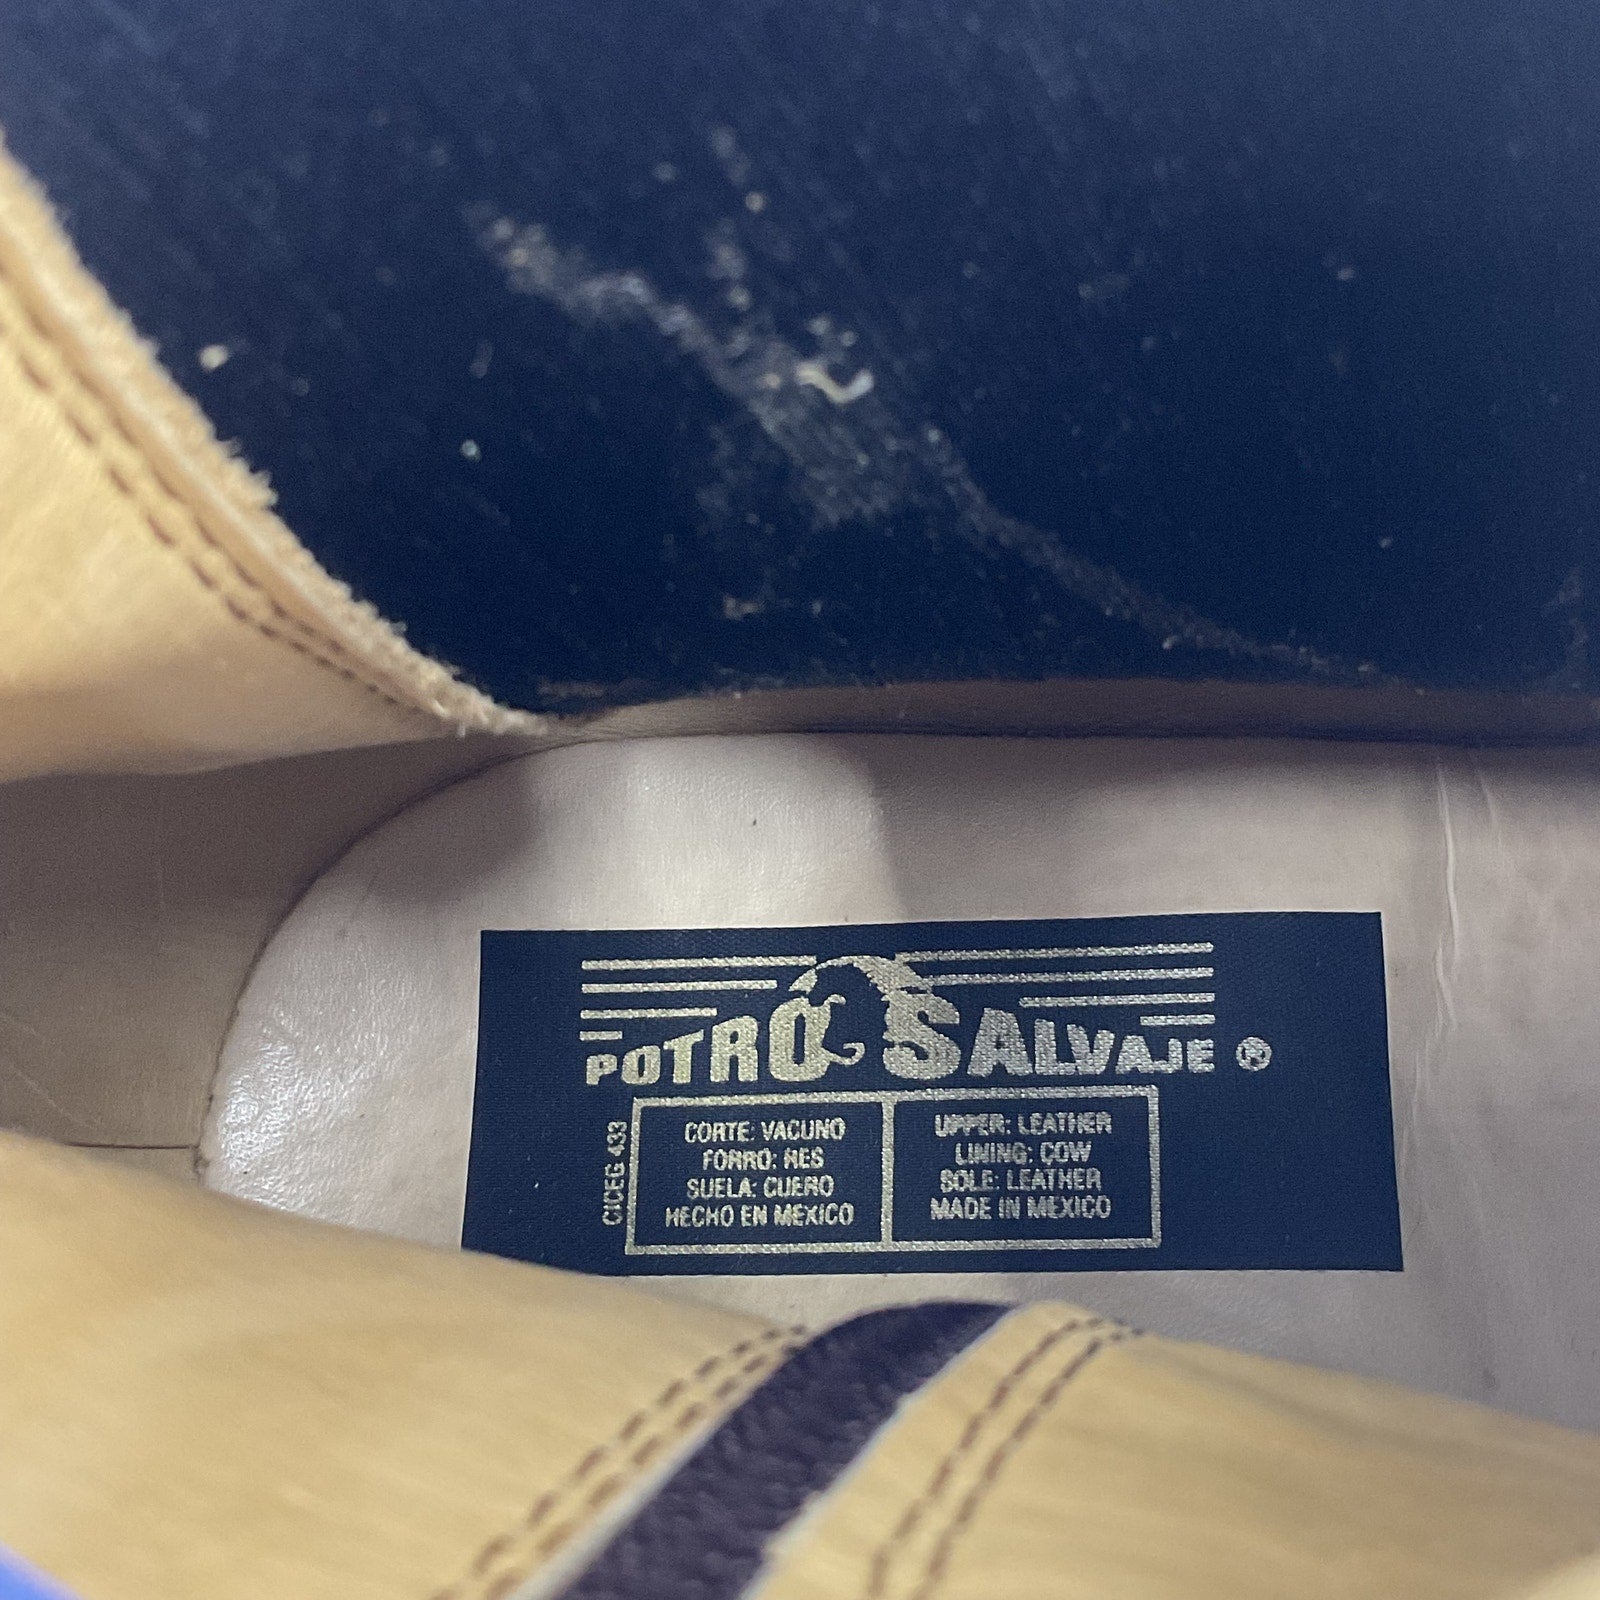 POTRO SALVAJE ®
CICEG 433
CORTE: VACUNO
FORRO: RES
SUELA: CUERO
HECHO EN MEXICO
UPPER: LEATHER
LINING: COW
SOLE: LEATHER
MADE IN MEXICO